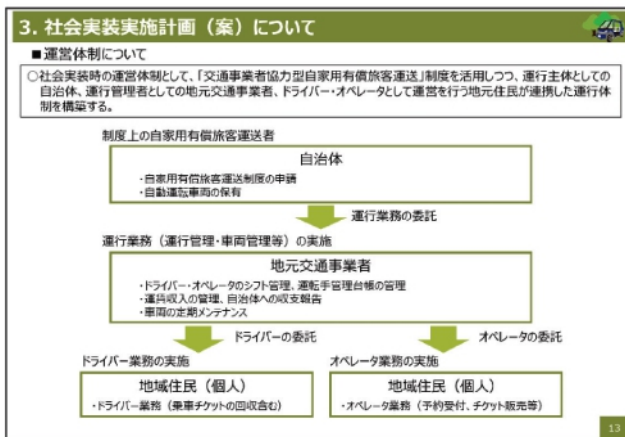 3. 社会実装実施計画（案）について
■運営体制について
○社会実装時の運営体制として、「交通事業者協力型自家用有償旅客運送」制度を活用しつつ、運行主体としての
自治体、運行管理者としての地元交通事業者、ドライバー・オペレータとして運営を行う地元住民が連携した運行体
制を構築する。
制度上の自家用有償旅客運送者
自治体
・自家用有償旅客運送制度の申請
・自動運転車両の保有
運行業務の委託
運行業務（運行管理・車両管理等）の実施
地元交通事業者
・ドライバー・オペレータのシフト管理、運転手管理台帳の管理
・運賃収入の管理、自治体への収支報告
・車両の定期メンテナンス
ドライバーの委託
オペレータの委託
ドライバー業務の実施
オペレータ業務の実施
地域住民（個人）
・ドライバー業務（乗車チケットの回収含む）
地域住民（個人）
・オペレータ業務（予約受付、チケット販売等）
13